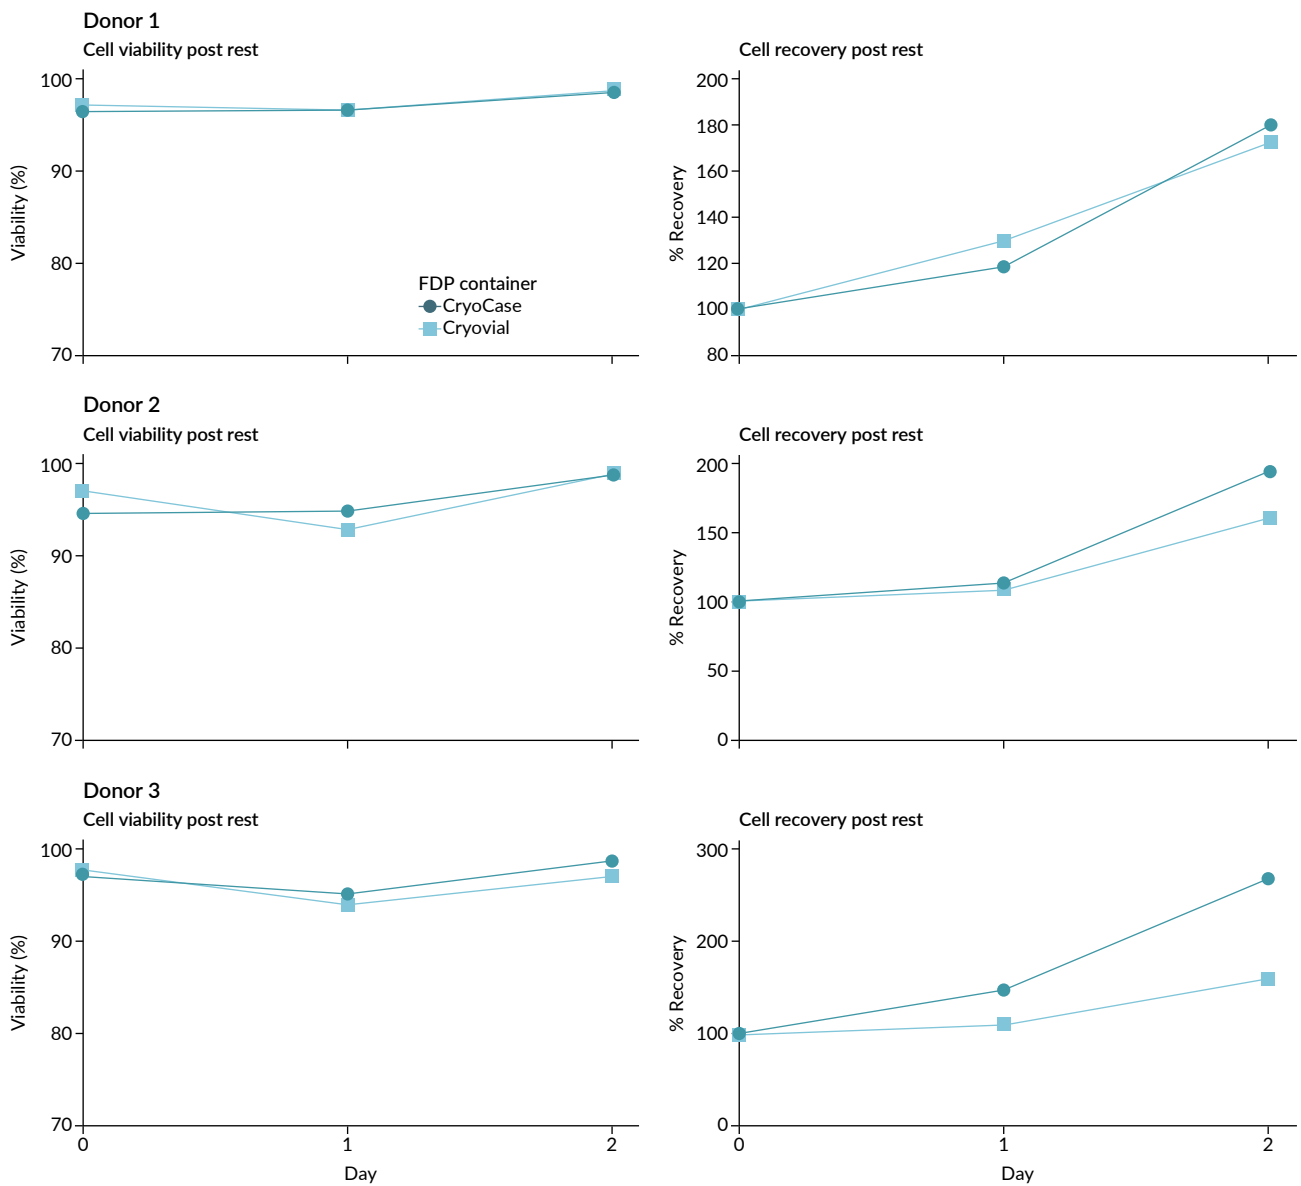 Donor 1
Cell viability post rest
100
90
80
70
Viability (%)
FDP container
CryoCase
Cryovial
Cell recovery post rest
200
180
160
140
120
100
80
% Recovery
Donor 2
Cell viability post rest
100
90
80
70
Viability (%)
Cell recovery post rest
200
150
100
50
0
% Recovery
Donor 3
Cell viability post rest
100
90
80
70
Viability (%)
0 1 2
Day
Cell recovery post rest
300
200
100
0
% Recovery
0 1 2
Day